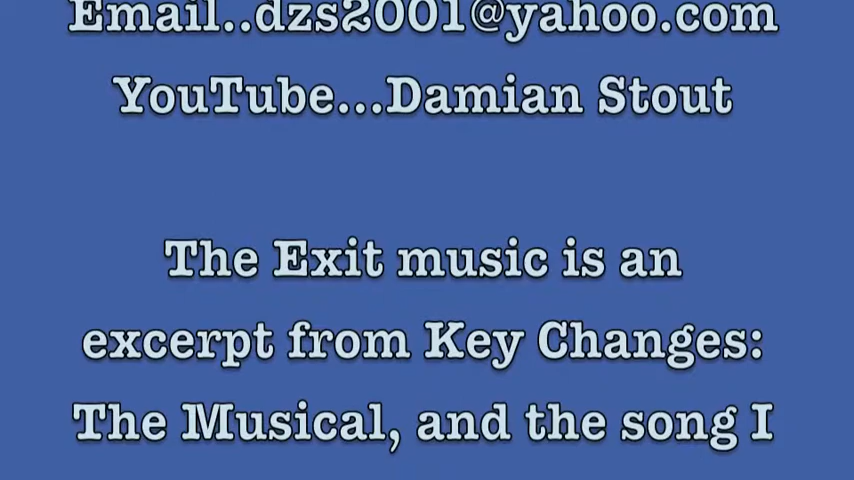 Email..dzs2001@yahoo.com
YouTube...Damian Stout
The Exit music is an
excerpt from Key Changes:
The Musical, and the song I